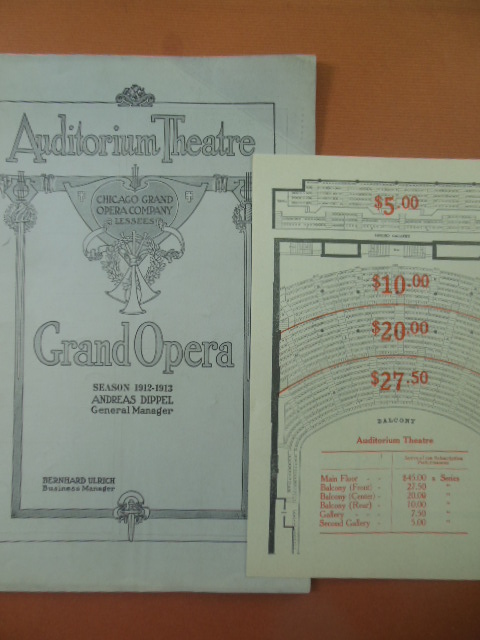 Auditorium Theatre
CHICAGO GRAND
OPERA COMPANY
LESSEES
Grand Opera
SEASON 1912-1913
ANDREAS DIPPEL
General Manager
BERNHARD ULRICH
Business Manager
$5.00
$10.00
$20.00
$27.50
BALCONY
Auditorium Theatre
Main Floor - - $45.00 a Series
Balcony (Front) - 27.50 "
Balcony (Center) - 20.00 "
Balcony (Rear) - 10.00 "
Gallery - - - 7.50 "
Second Gallery - 5.00 "